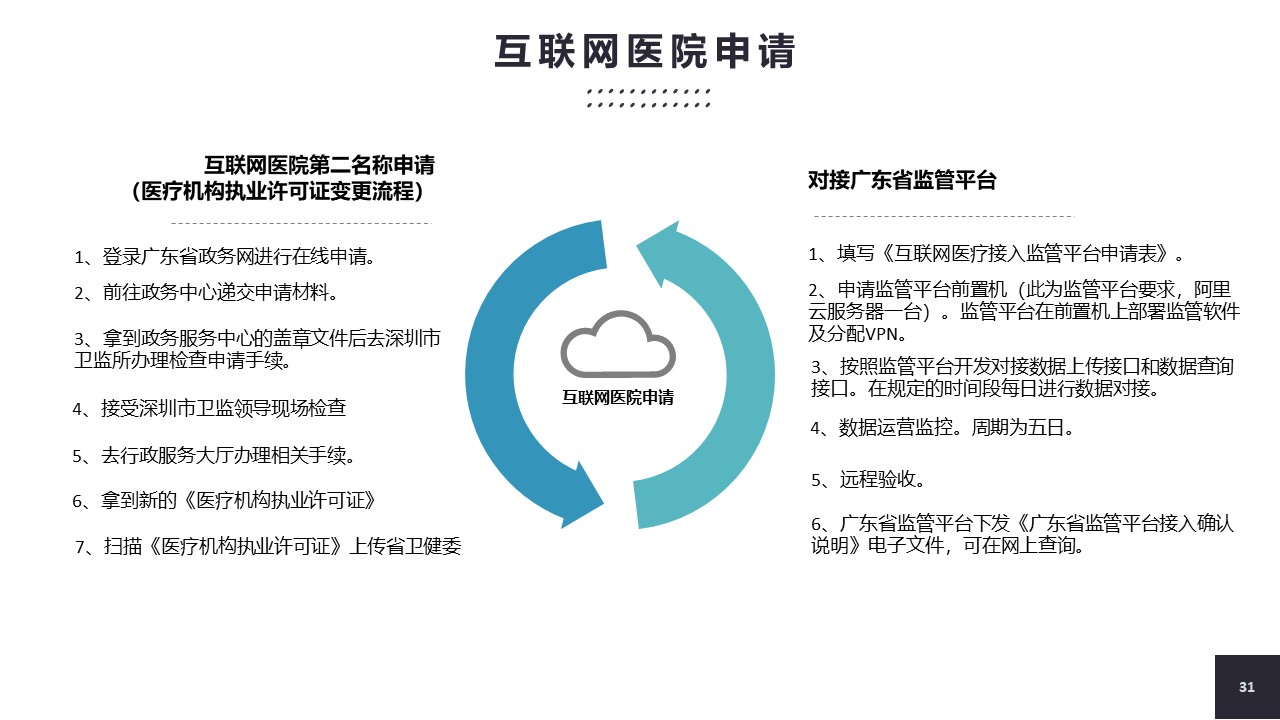 互联网医院申请
互联网医院第二名称申请
（医疗机构执业许可证变更流程）
1、登录广东省政务网进行在线申请。
2、前往政务中心递交申请材料。
3、拿到政务服务中心的盖章文件后去深圳市
卫监所办理检查申请手续。
4、接受深圳市卫监领导现场检查
5、去行政服务大厅办理相关手续。
6、拿到新的《医疗机构执业许可证》
7、扫描《医疗机构执业许可证》上传省卫健委
互联网医院申请
对接广东省监管平台
1、填写《互联网医疗接入监管平台申请表》。
2、申请监管平台前置机（此为监管平台要求，阿里
云服务器一台）。监管平台在前置机上部署监管软件
及分配VPN。
3、按照监管平台开发对接数据上传接口和数据查询
接口。在规定的时间段每日进行数据对接。
4、数据运营监控。周期为五日。
5、远程验收。
6、广东省监管平台下发《广东省监管平台接入确认
说明》电子文件，可在网上查询。
31